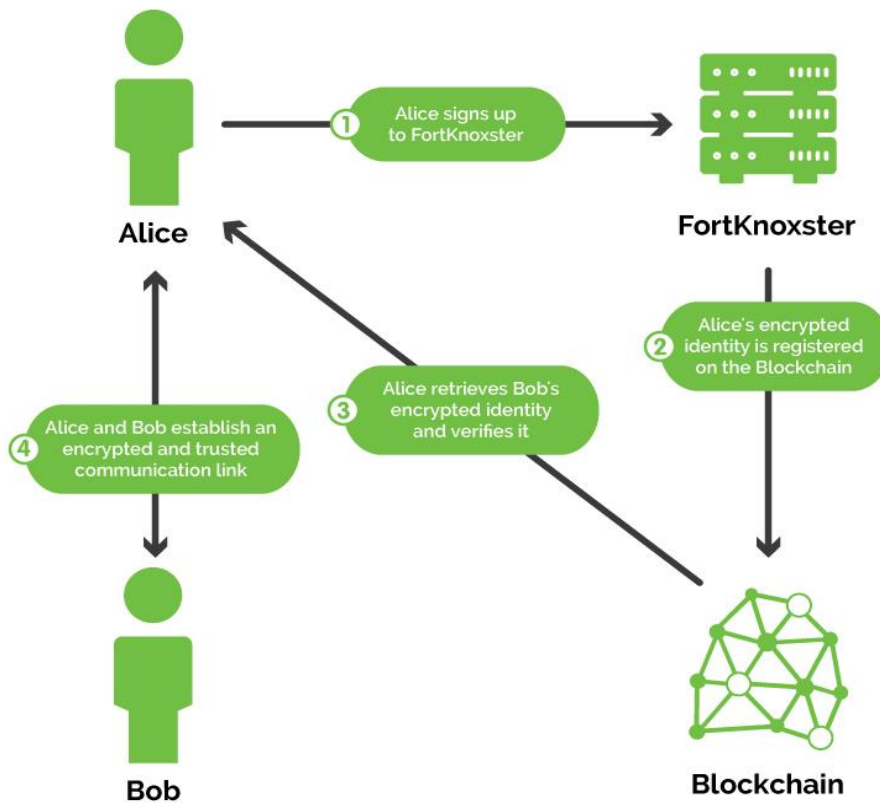 1
Alice signs up
to FortKnoxster
Alice
FortKnoxster
2
Alice's encrypted
identity is registered
on the Blockchain
3
Alice retrieves Bob's
encrypted identity
and verifies it
4
Alice and Bob establish an
encrypted and trusted
communication link
Bob
Blockchain